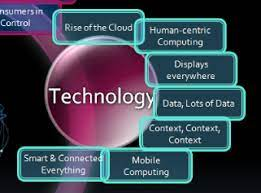 nsumers in
Control
Rise of the Cloud
Human-centric
Computing
Displays
everywhere
Technology
Data, Lots of Data
Context, Context,
Context
Mobile
Computing
Smart & Connected
Everything